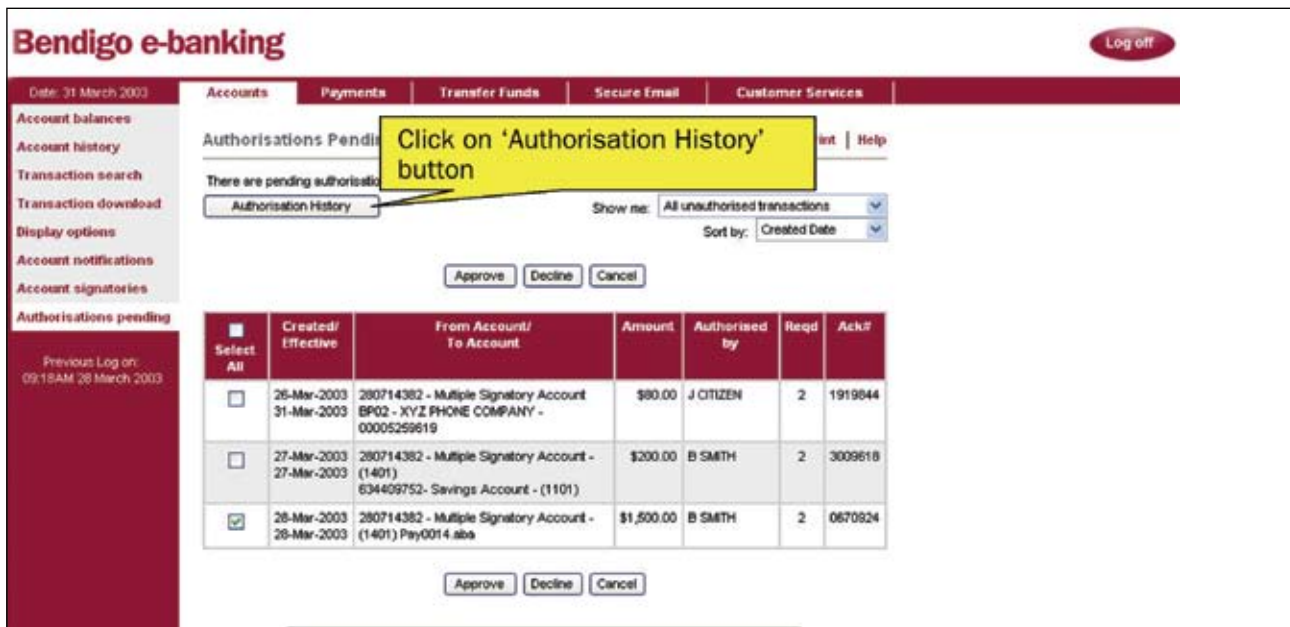 Bendigo e-banking
Log off
Date: 31 March 2003
Accounts
Payments
Transfer Funds
Secure Email
Customer Services
Account balances
Account history
Transaction search
Transaction download
Display options
Account notifications
Account signatories
Authorisations pending
Previous Log on:
09:18AM 28 March 2003
Authorisations
Click on ‘Authorisation History’
button
Help
There are pending
Authorisation History
Show me: All unauthorised transactions
Sort by: Created Date
Approve Decline Cancel
Select All
Created/ Effective
From Account/ To Account
Amount
Authorised by
Reqd
Ack#
26-Mar-2003 280714382 - Multiple Signatory Account $80.00 J CITIZEN 2 1919844
31-Mar-2003 BP02 - XYZ PHONE COMPANY -
00005259619
27-Mar-2003 280714382 - Multiple Signatory Account - $200.00 B SMITH 2 3009618
27-Mar-2003 (1401)
634409752- Savings Account - (1101)
28-Mar-2003 280714382 - Multiple Signatory Account - $1,500.00 B SMITH 2 0670924
28-Mar-2003 (1401) Pay0014.aba
Approve Decline Cancel